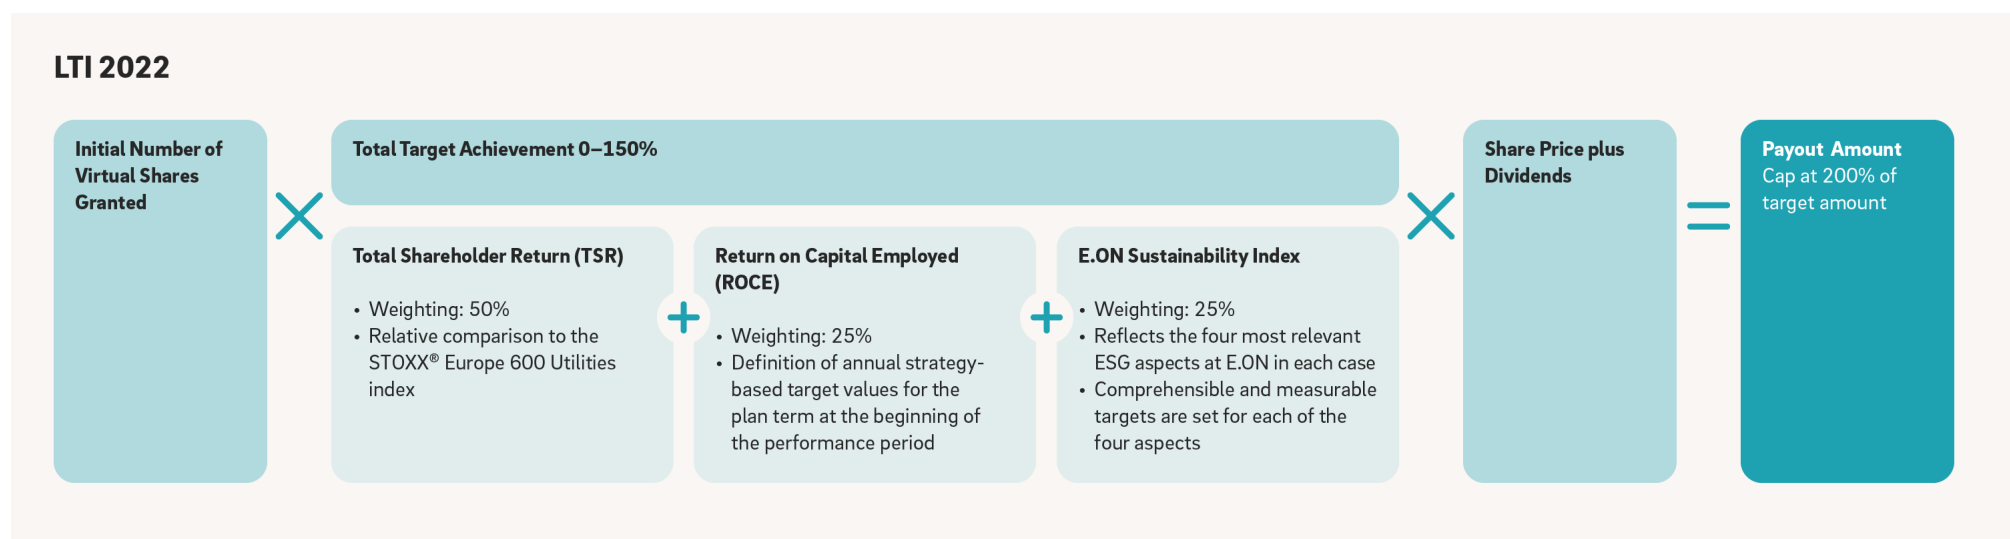 LTI 2022
Initial Number of
Virtual Shares
Granted
Total Target Achievement 0–150%
Total Shareholder Return (TSR)
• Weighting: 50%
• Relative comparison to the
STOXX® Europe 600 Utilities
index
Return on Capital Employed
(ROCE)
• Weighting: 25%
• Definition of annual strategy-
based target values for the
plan term at the beginning of
the performance period
E.ON Sustainability Index
• Weighting: 25%
• Reflects the four most relevant
ESG aspects at E.ON in each case
• Comprehensible and measurable
targets are set for each of the
four aspects
Share Price plus
Dividends
Payout Amount
Cap at 200% of
target amount